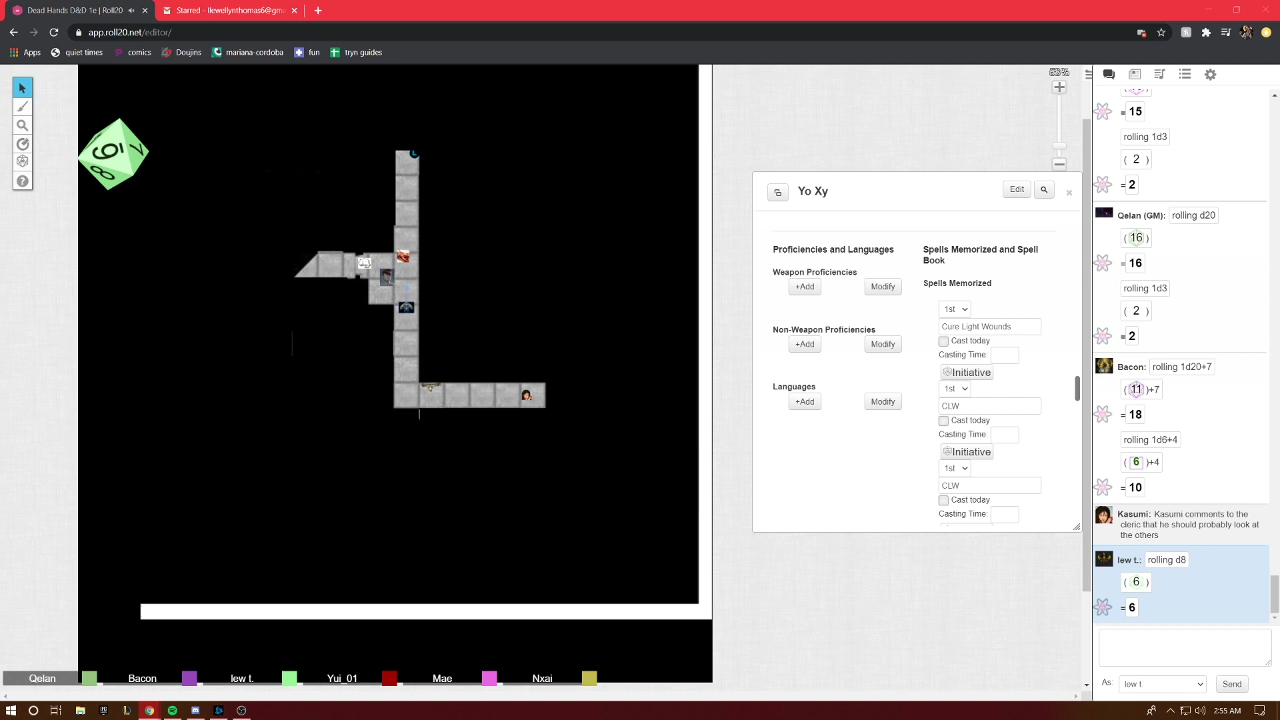 Dead Hands D&D 1e | Roll20
Starred - llewellynthomas6@gm
app.roll20.net/editor/
Apps
quiet times
comics
Doujins
mariana-cordoba
fun
tryn guides
9
7
8
Yo Xy
Edit
Proficiencies and Languages
Weapon Proficiencies
+Add
Modify
Non-Weapon Proficiencies
+Add
Modify
Languages
+Add
Modify
Spells Memorized and Spell
Book
Spells Memorized
1st
Cure Light Wounds
Cast today
Casting Time:
Initiative
1st
CLW
Cast today
Casting Time:
Initiative
1st
CLW
Cast today
Casting Time:
= 15
rolling 1d3
( 2 )
= 2
Qelan (GM): rolling d20
(16)
= 16
rolling 1d3
( 2 )
= 2
Bacon: rolling 1d20+7
(11)+7
= 18
rolling 1d6+4
(6)+4
= 10
Kasumi: Kasumi comments to the
cleric that he should probably look at
the others
lew t.: rolling d8
( 6 )
= 6
As:
lew t.
Send
Qelan
Bacon
lew t.
Yui_01
Mae
Nxai
2:55 AM